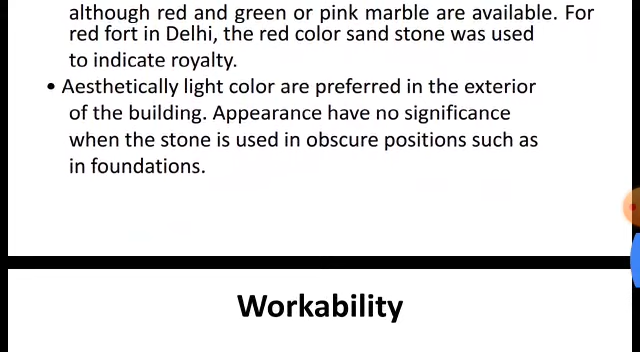 although red and green or pink marble are available. For
red fort in Delhi, the red color sand stone was used
to indicate royalty.
• Aesthetically light color are preferred in the exterior
of the building. Appearance have no significance
when the stone is used in obscure positions such as
in foundations.
Workability